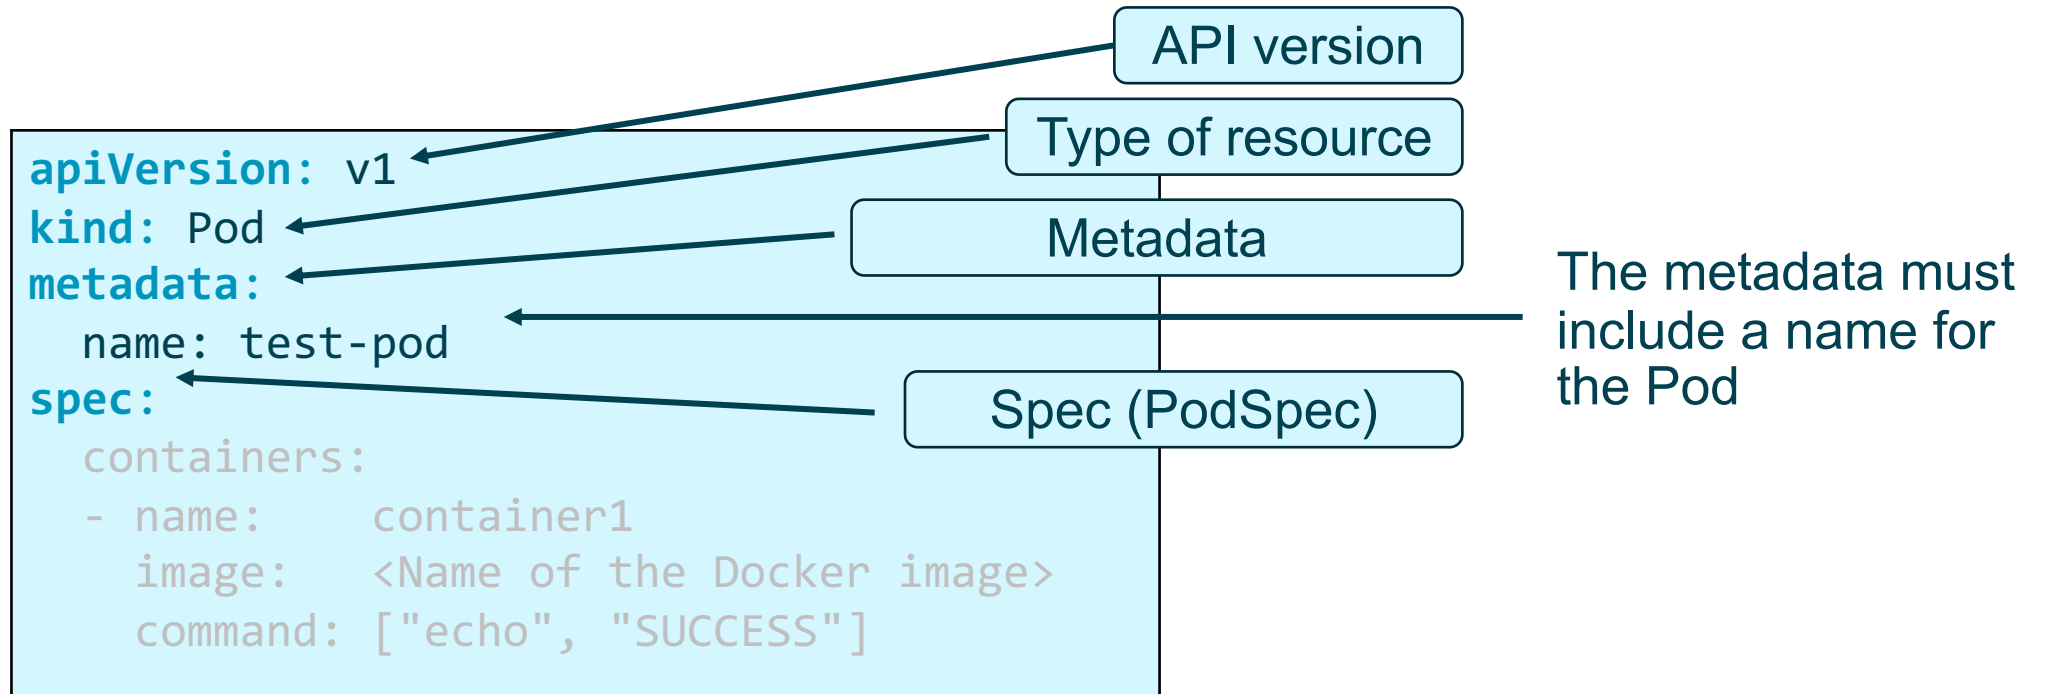 API version
Type of resource
Metadata
Spec (PodSpec)
apiVersion: v1
kind: Pod
metadata:
  name: test-pod
spec:
  containers:
  - name:    container1
    image:   <Name of the Docker image>
    command: ["echo", "SUCCESS"]
The metadata must
include a name for
the Pod